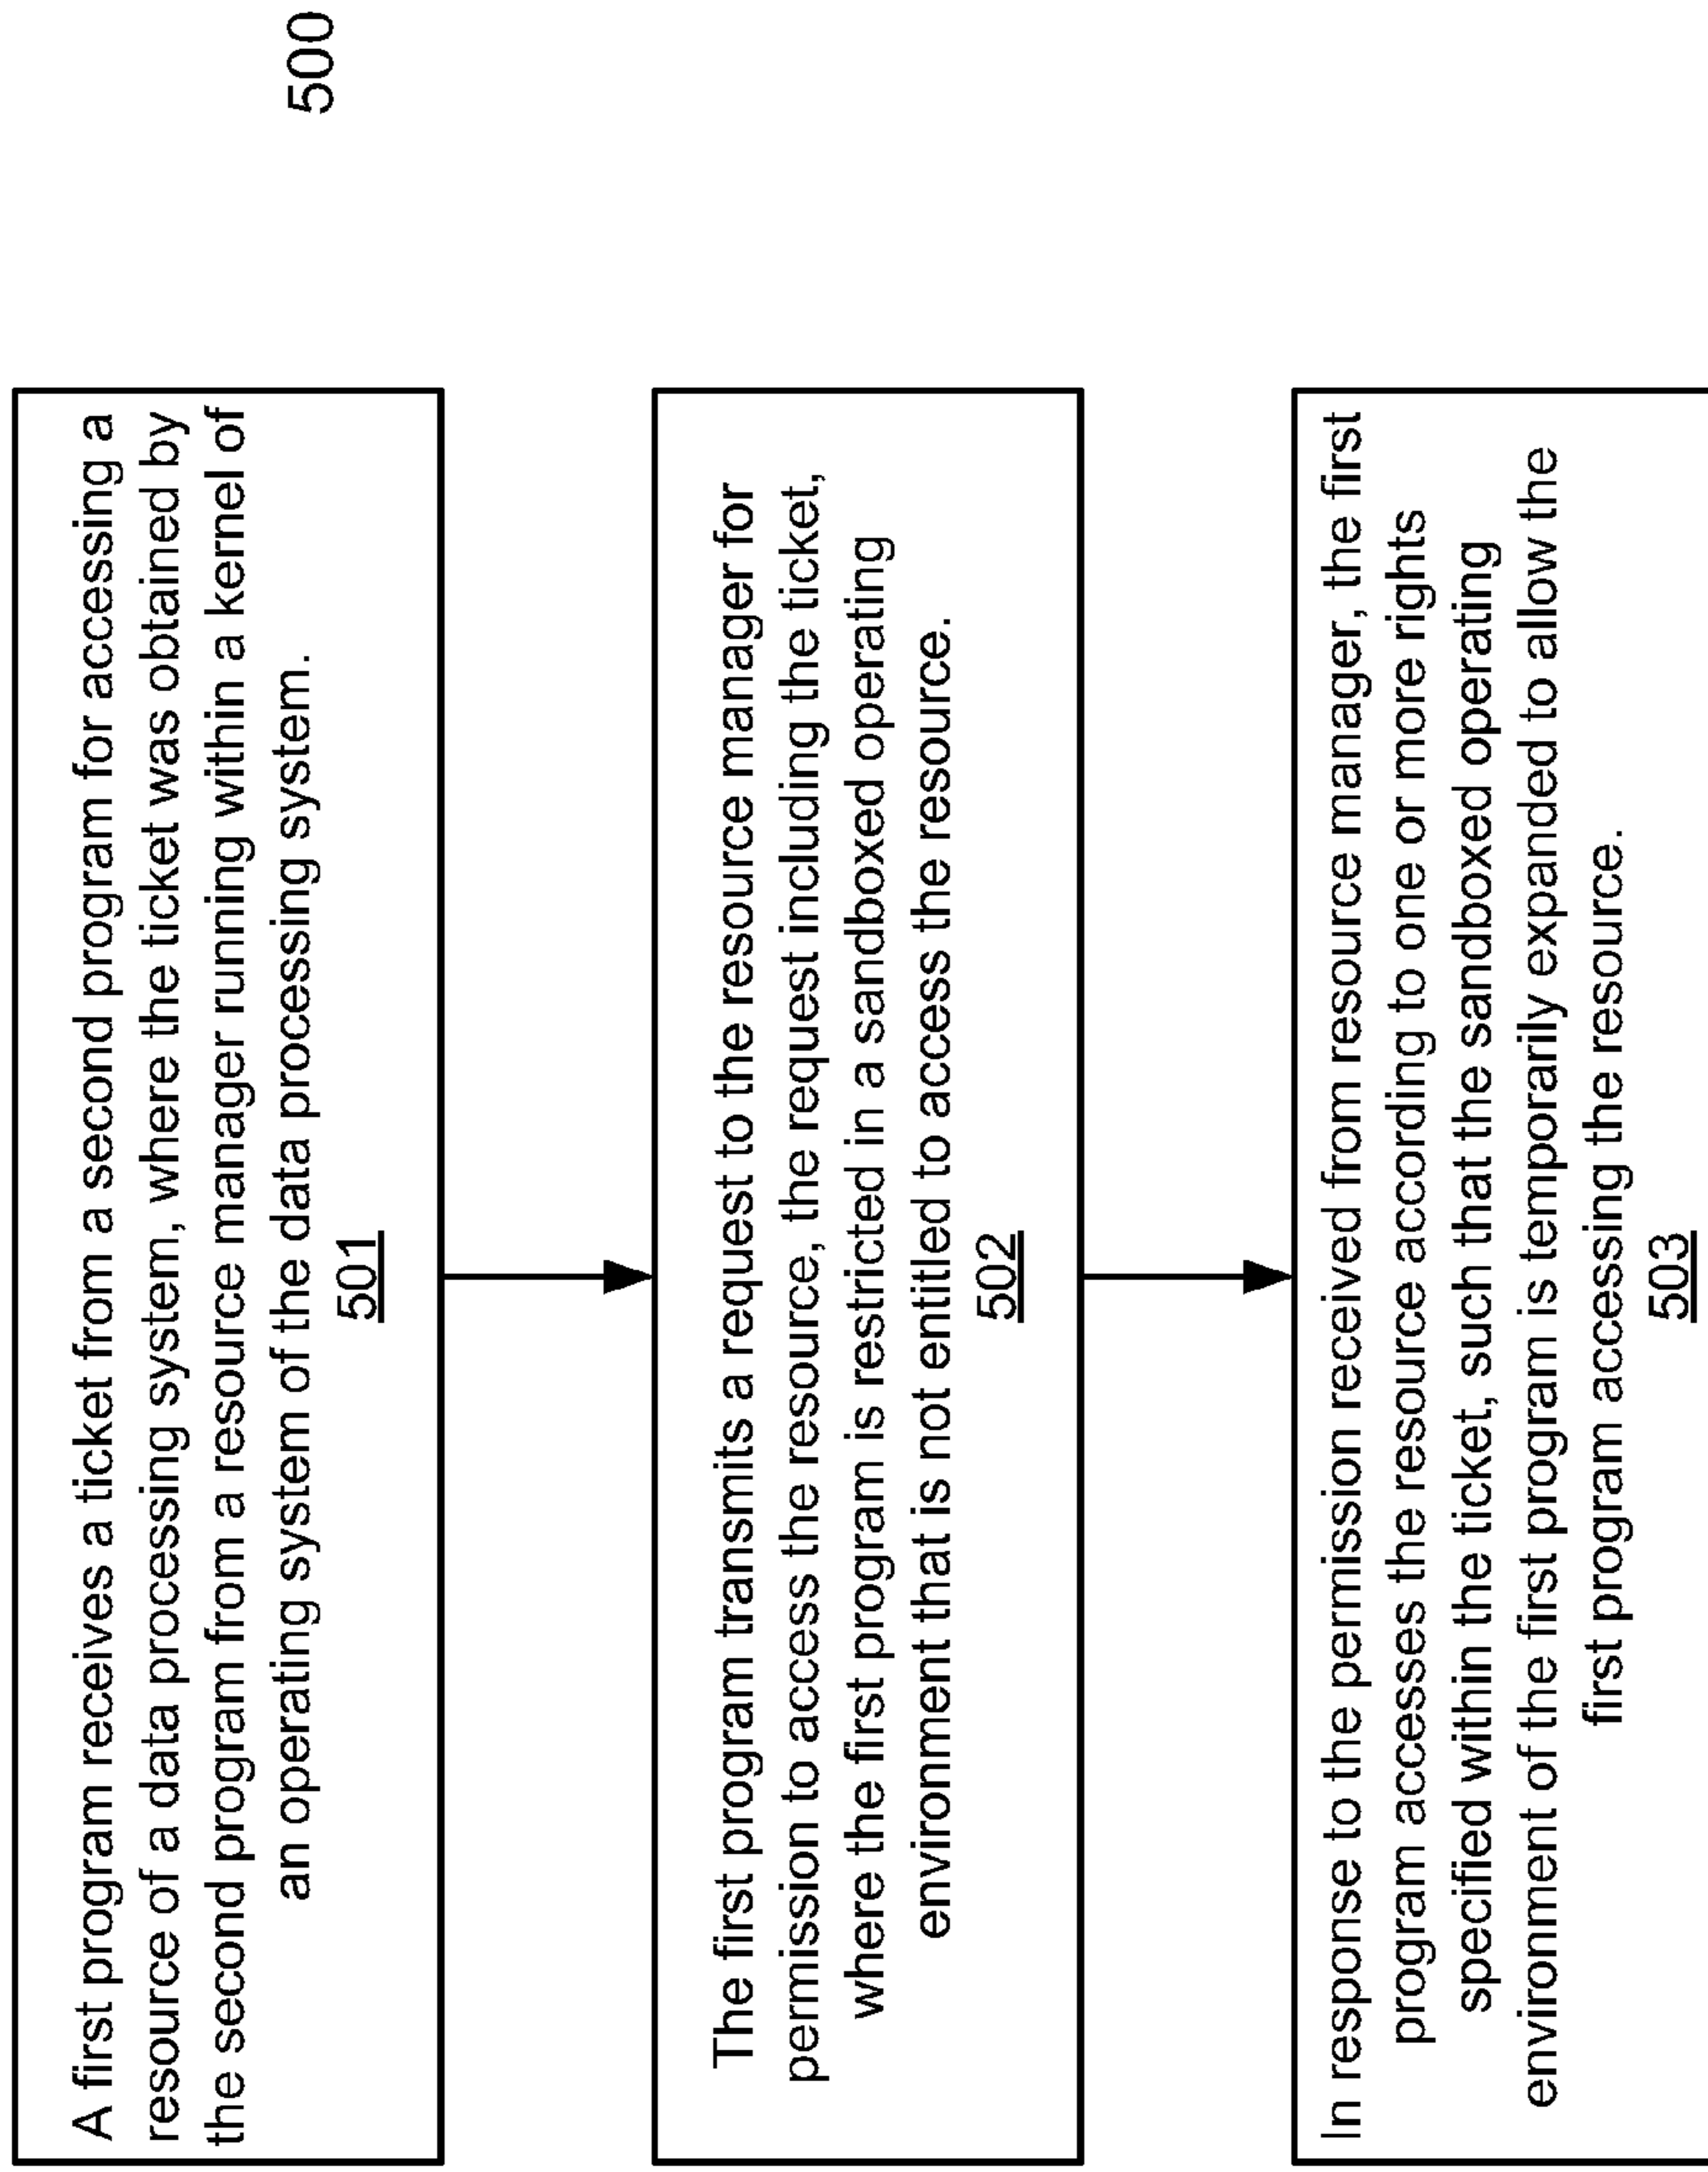 500
A first program receives a ticket from a second program for accessing a
resource of a data processing system, where the ticket was obtained by
the second program from a resource manager running within a kernel of
an operating system of the data processing system.
501
The first program transmits a request to the resource manager for
permission to access the resource, the request including the ticket,
where the first program is restricted in a sandboxed operating
environment that is not entitled to access the resource.
502
In response to the permission received from resource manager, the first
program accesses the resource according to one or more rights
specified within the ticket, such that the sandboxed operating
environment of the first program is temporarily expanded to allow the
first program accessing the resource.
503